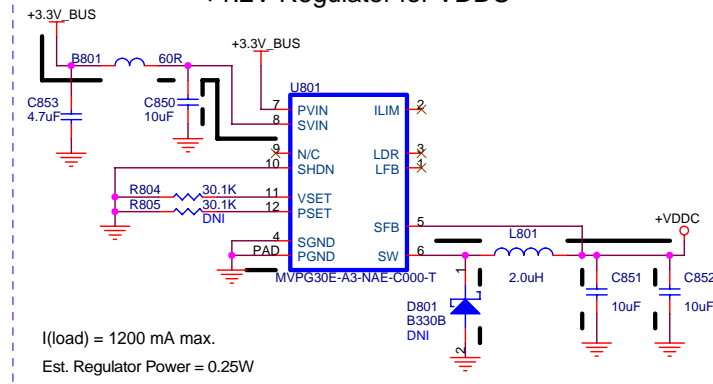 +1.2V Regulator for VDDC
+3.3V_BUS
+3.3V_BUS
B801 60R
U801
C853
4.7uF
C850
10uF
7 PVIN ILIM 2
8 SVIN
9 N/C LDR 3
10 SHDN LFB 1
R804 30.1K 11 VSET
R805 30.1K 12 PSET
DNI
SFB 5
4 SGND
PAD PGND SW 6
L801
2.0uH
+VDDC
MVPG30E-A3-NAE-C000-T
1
D801
B330B
DNI
2
C851
10uF
C852
10uF
I(load) = 1200 mA max.
Est. Regulator Power = 0.25W